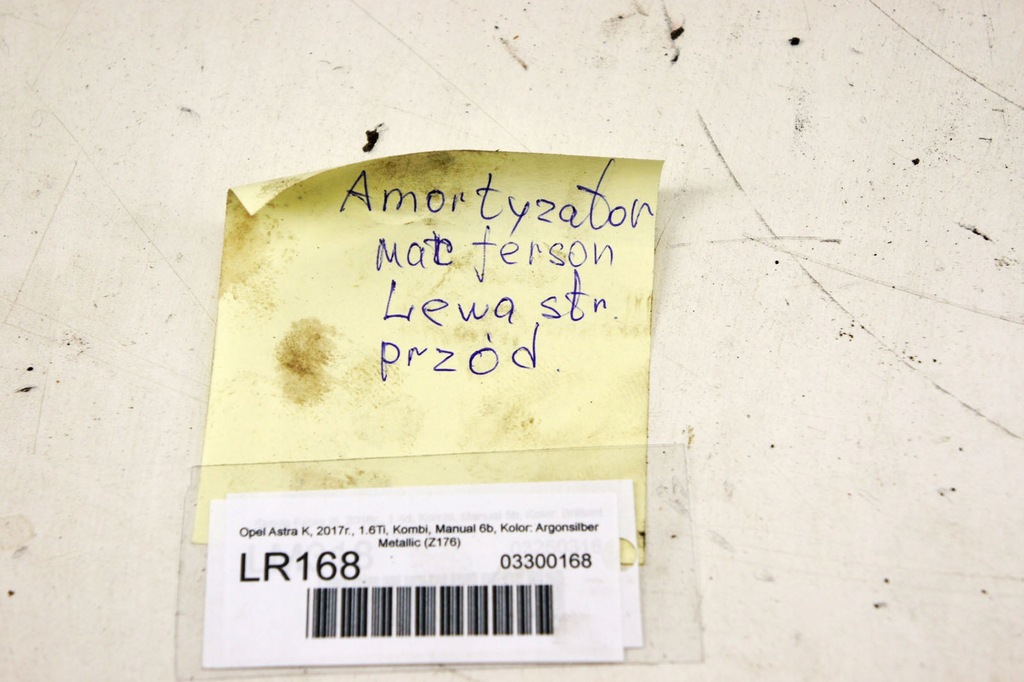 Amortyzator
Mac ferson
Lewa str.
przód.
Opel Astra K, 2017r., 1.6Ti, Kombi, Manual 6b, Kolor: Argonsilber
Metallic (Z176)
LR168 03300168